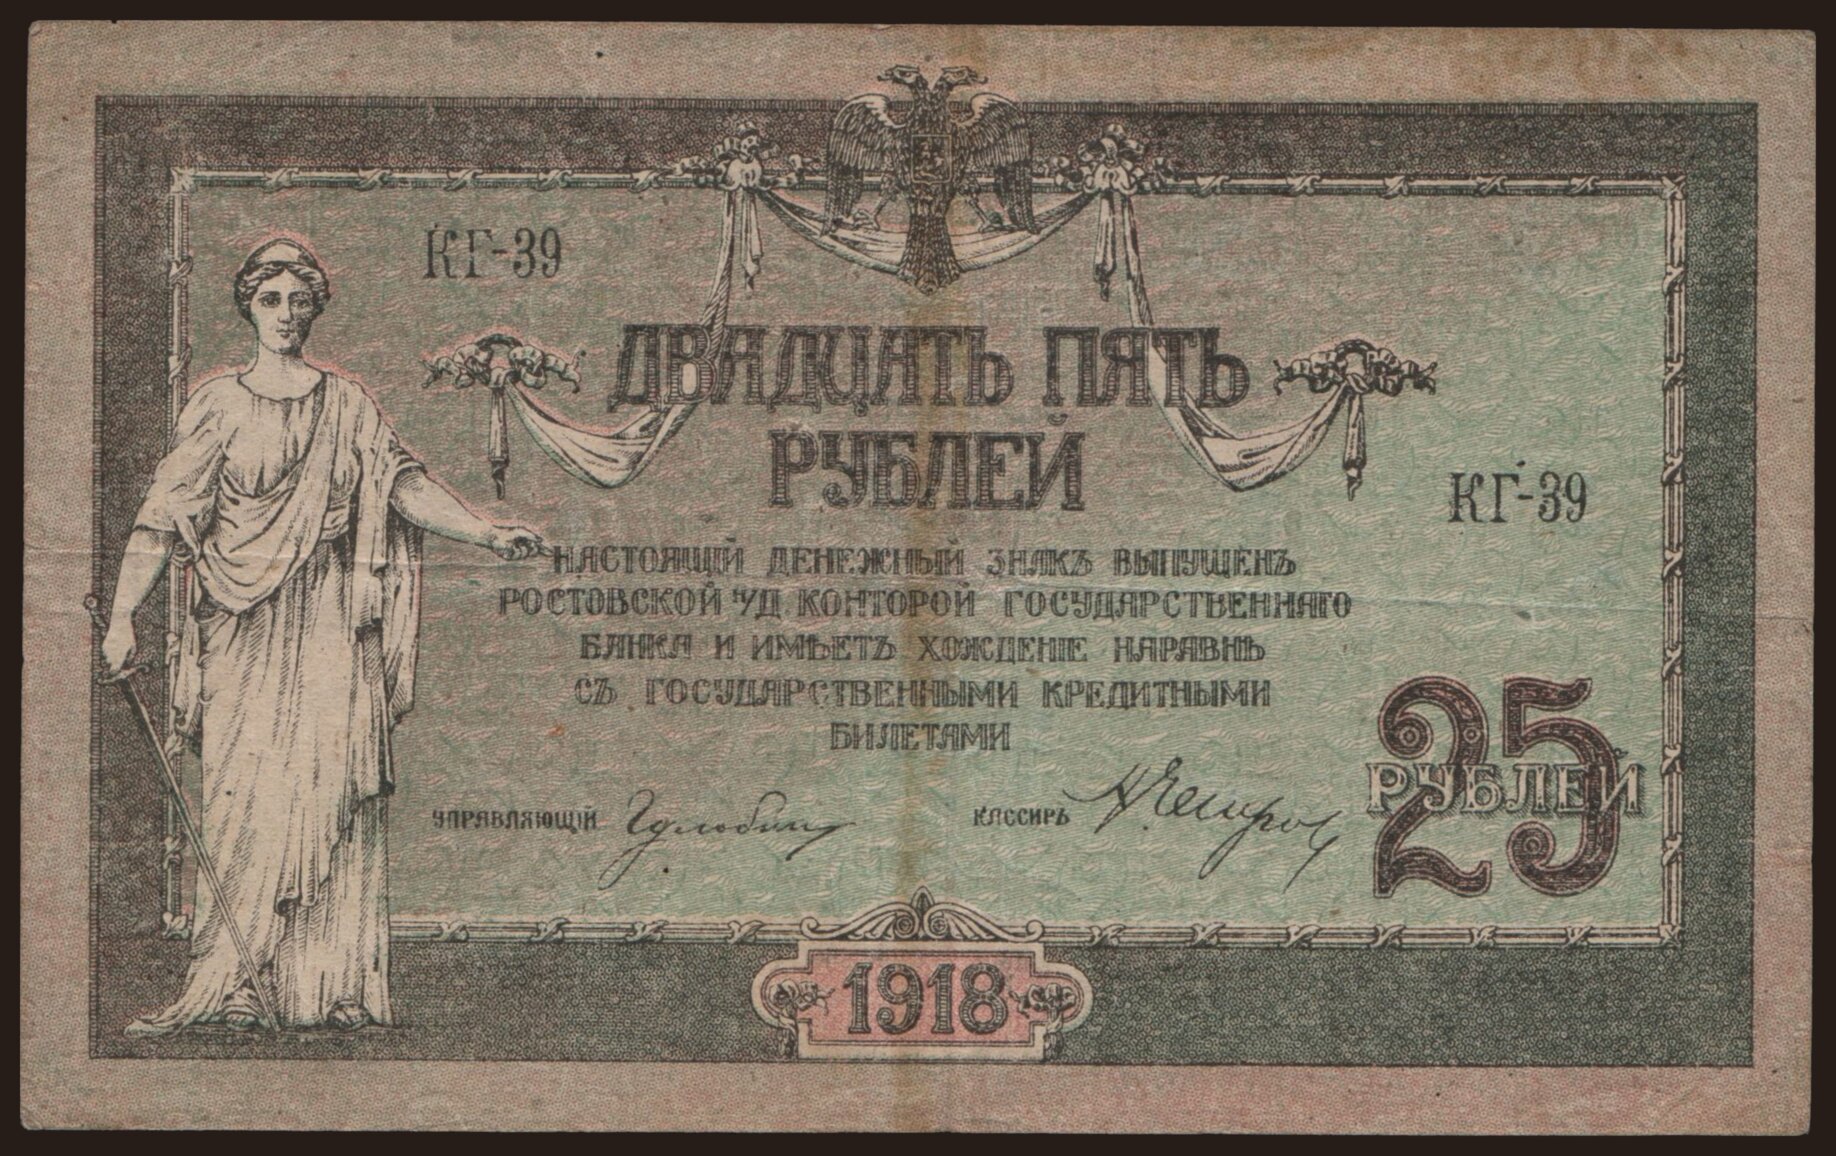 КГ-39
ДВАДЦАТЬ ПЯТЬ
РУБЛЕЙ
КГ-39
НАСТОЯЩІЙ ДЕНЕЖНЫЙ ЗНАКЪ ВЫПУЩЕНЪ
РОСТОВСКОЙ н/Д. КОНТОРОЙ ГОСУДАРСТВЕННАГО
БАНКА И ИМѢЕТЪ ХОЖДЕНІЕ НАРАВНѢ
СЪ ГОСУДАРСТВЕННЫМИ КРЕДИТНЫМИ
БИЛЕТАМИ
25
РУБЛЕЙ
УПРАВЛЯЮЩІЙ КАССИРЪ
1918